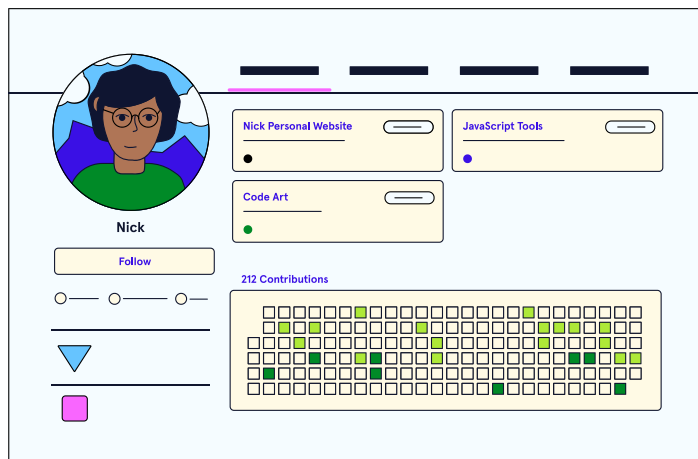 Nick Personal Website
JavaScript Tools
Code Art
Nick
Follow
212 Contributions